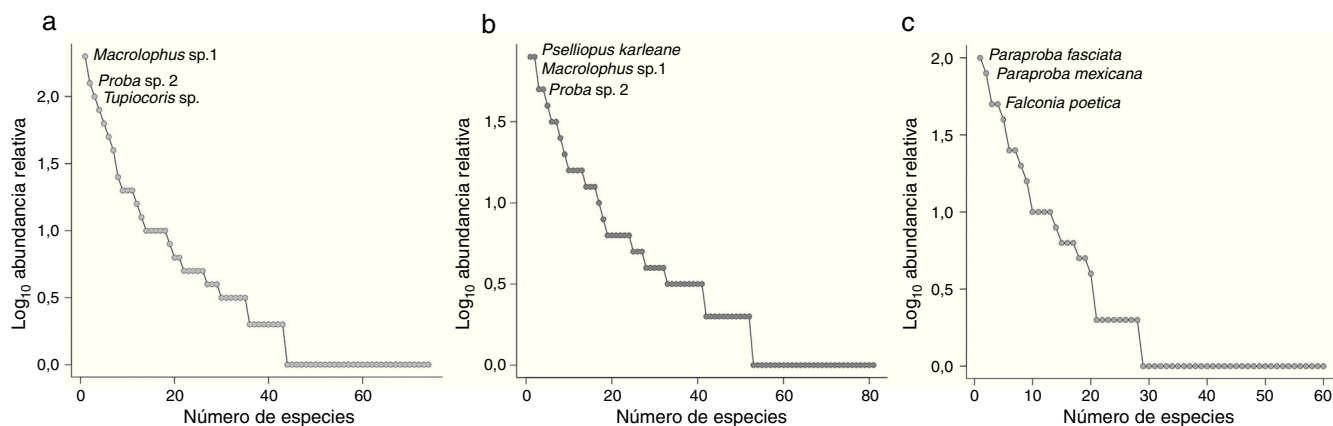 a
Macrolophus sp.1
Proba sp. 2
Tupiocoris sp.
2,0
1,5
1,0
0,5
0,0
0 20 40 60
Log10 abundancia relativa
Número de especies
b
Pselliopus karleane
Macrolophus sp.1
Proba sp. 2
1,5
1,0
0,5
0,0
0 20 40 60 80
Log10 abundancia relativa
Número de especies
c
Paraproba fasciata
Paraproba mexicana
Falconia poetica
2,0
1,5
1,0
0,5
0,0
0 10 20 30 40 50 60
Log10 abundancia relativa
Número de especies